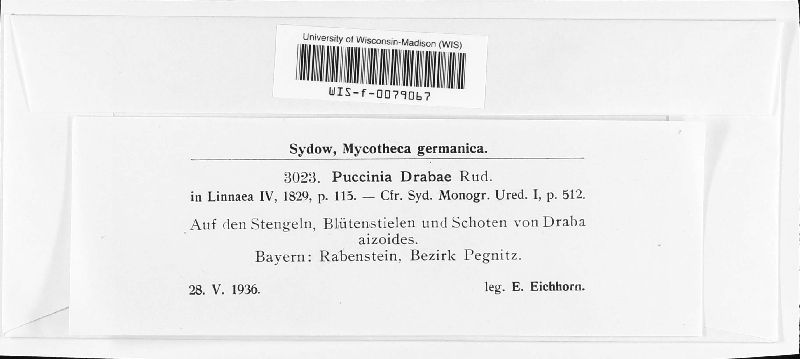 University of Wisconsin-Madison (WIS)
WIS-f-0079067
Sydow, Mycotheca germanica.
3023. Puccinia Drabae Rud.
in Linnaea IV, 1829, p. 115. — Cfr. Syd. Monogr. Ured. I, p. 512.
Auf den Stengeln, Blütenstielen und Schoten von Draba
aizoides.
Bayern: Rabenstein, Bezirk Pegnitz.
28. V. 1936. leg. E. Eichhorn.